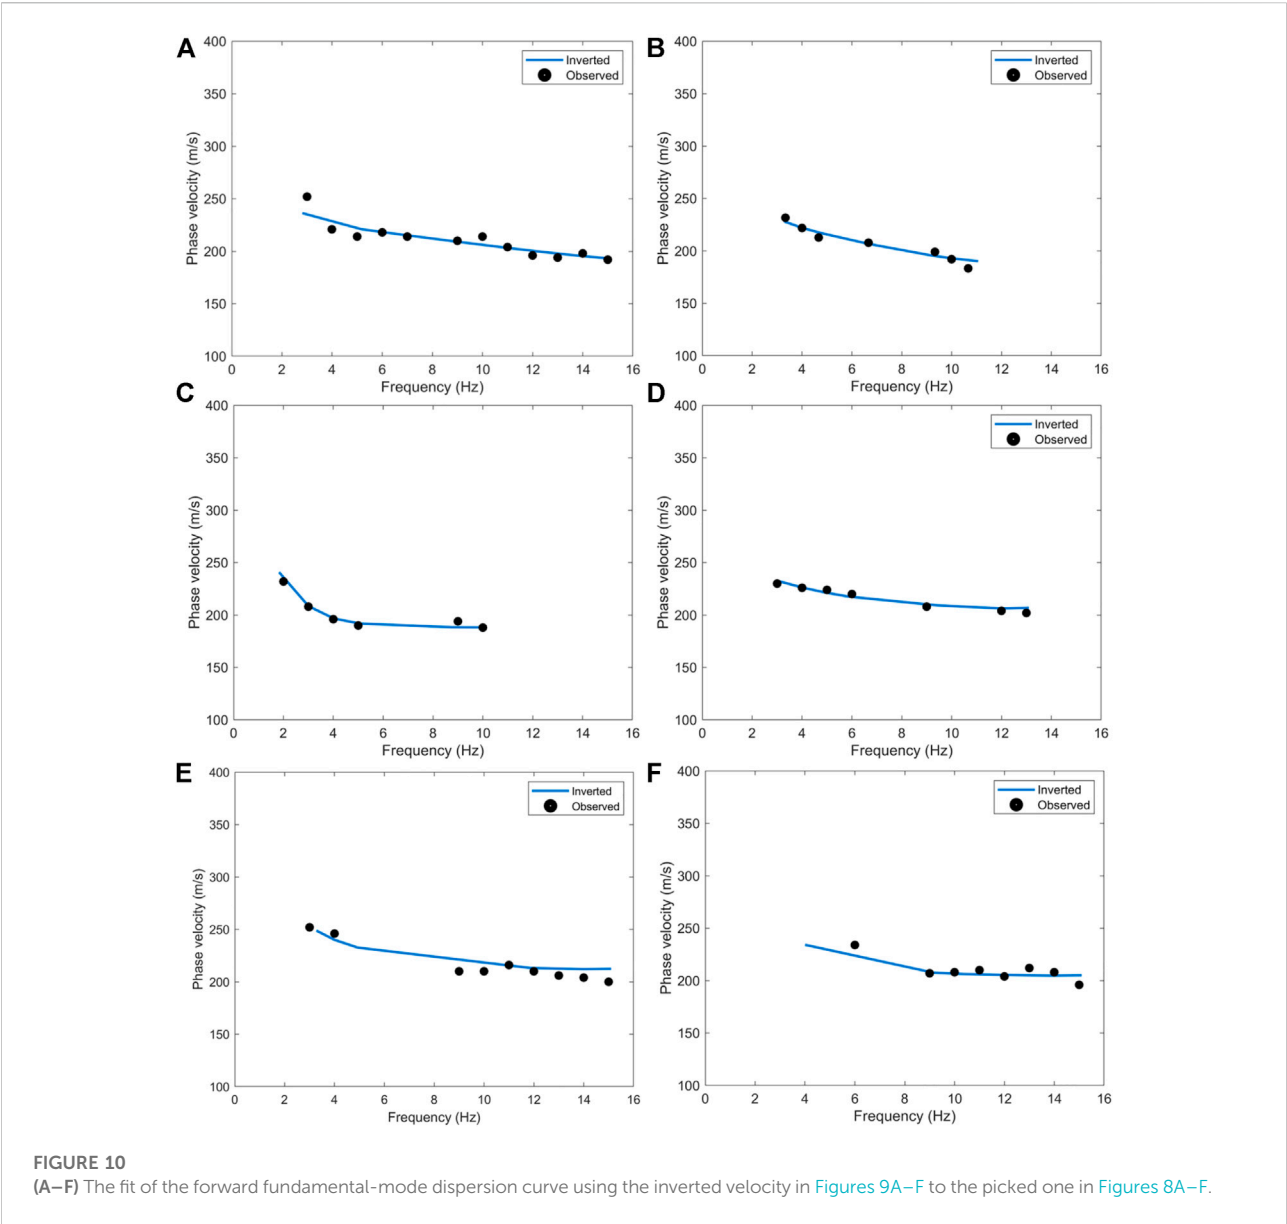 A
400
350
300
250
200
150
100
0 2 4 6 8 10 12 14 16
Phase velocity (m/s)
Frequency (Hz)
Inverted
Observed
B
400
350
300
250
200
150
100
0 2 4 6 8 10 12 14 16
Phase velocity (m/s)
Frequency (Hz)
Inverted
Observed
C
400
350
300
250
200
150
100
0 2 4 6 8 10 12 14 16
Phase velocity (m/s)
Frequency (Hz)
D
400
350
300
250
200
150
100
0 2 4 6 8 10 12 14 16
Phase velocity (m/s)
Frequency (Hz)
Inverted
Observed
E
400
350
300
250
200
150
100
0 2 4 6 8 10 12 14 16
Phase velocity (m/s)
Frequency (Hz)
Inverted
Observed
F
400
350
300
250
200
150
100
0 2 4 6 8 10 12 14 16
Phase velocity (m/s)
Frequency (Hz)
Inverted
Observed
FIGURE 10
(A–F) The fit of the forward fundamental-mode dispersion curve using the inverted velocity in Figures 9A–F to the picked one in Figures 8A–F.